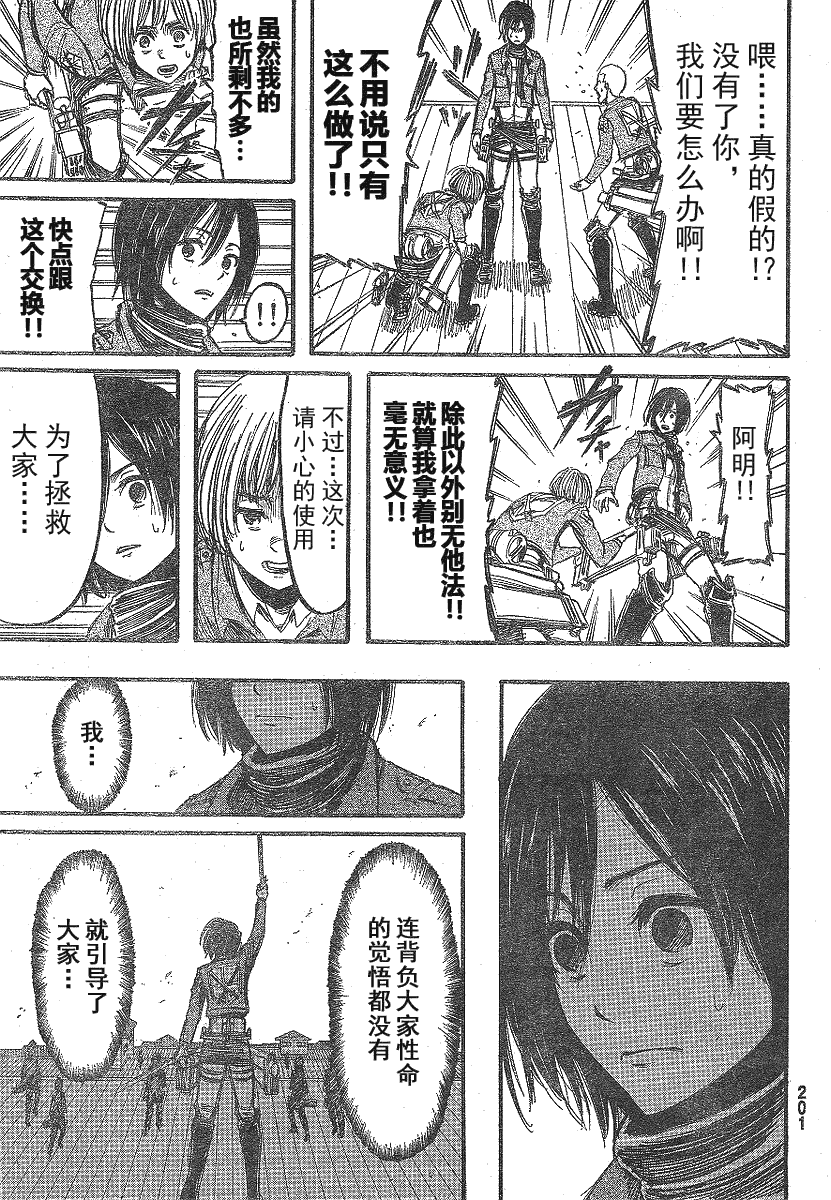 喂……真的假的!?
没有了你，
我们要怎么办啊!!
不用说只有
这么做了!!
虽然我的
也所剩不多…
!!
快点跟
这个交换!!
阿明!!
除此以外别无他法!!
就算我拿着也
毫无意义!!
不过…这次…
请小心的使用
为了拯救
大家……
我…
连背负大家性命
的觉悟都没有
就引导了
大家…
201